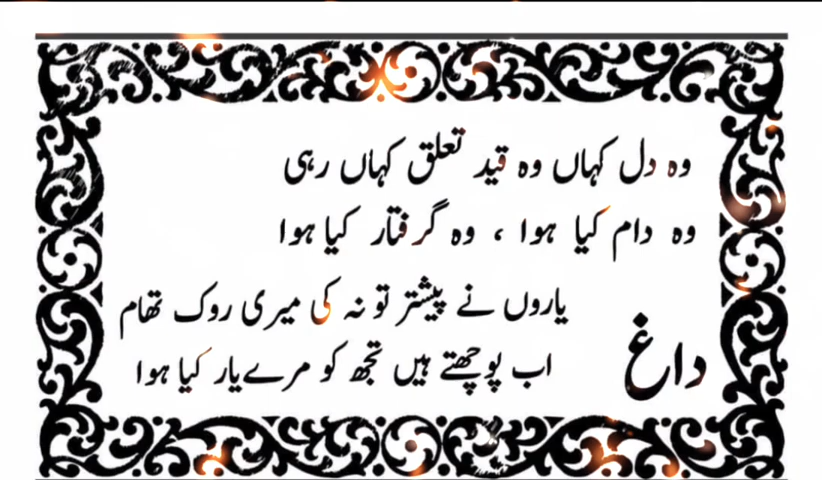 وہ دل کہاں وہ قید تعلق کہاں رہی
وہ دام کیا ہوا ، وہ گرفتار کیا ہوا
یاروں نے پیشتر تو نہ کی میری روک تھام
داغ
اب پوچھتے ہیں تجھ کو مرے یار کیا ہوا